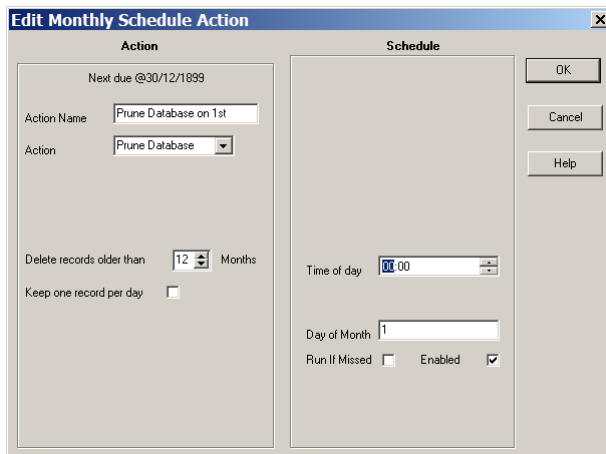 Edit Monthly Schedule Action
Action
Next due @30/12/1899
Action Name Prune Database on 1st
Action Prune Database
Delete records older than 12 Months
Keep one record per day
Schedule
Time of day 00:00
Day of Month 1
Run If Missed Enabled
OK
Cancel
Help